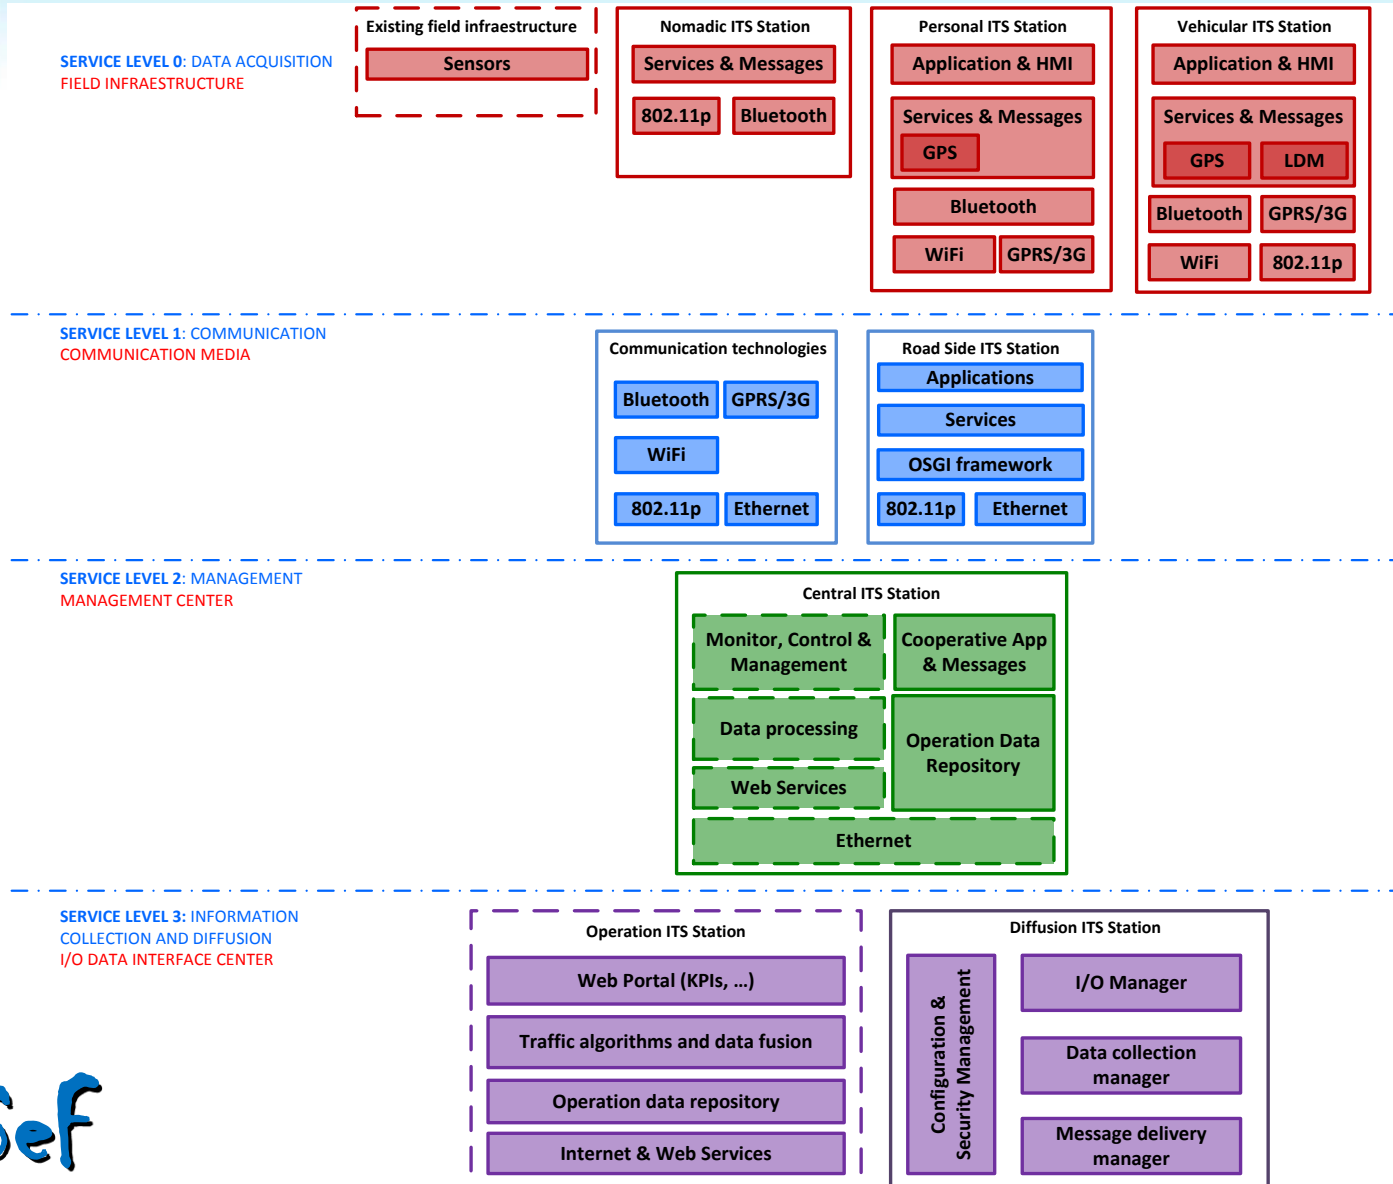 SERVICE LEVEL 0: DATA ACQUISITION
FIELD INFRAESTRUCTURE
Existing field infraestructure
Sensors
Nomadic ITS Station
Services & Messages
802.11p
Bluetooth
Personal ITS Station
Application & HMI
Services & Messages
GPS
Bluetooth
WiFi
GPRS/3G
Vehicular ITS Station
Application & HMI
Services & Messages
GPS
LDM
Bluetooth
GPRS/3G
WiFi
802.11p
SERVICE LEVEL 1: COMMUNICATION
COMMUNICATION MEDIA
Communication technologies
Bluetooth
GPRS/3G
WiFi
802.11p
Ethernet
Road Side ITS Station
Applications
Services
OSGI framework
802.11p
Ethernet
SERVICE LEVEL 2: MANAGEMENT
MANAGEMENT CENTER
Central ITS Station
Monitor, Control &
Management
Cooperative App
& Messages
Data processing
Operation Data
Repository
Web Services
Ethernet
SERVICE LEVEL 3: INFORMATION
COLLECTION AND DIFFUSION
I/O DATA INTERFACE CENTER
Operation ITS Station
Web Portal (KPIs, ...)
Traffic algorithms and data fusion
Operation data repository
Internet & Web Services
Diffusion ITS Station
Configuration &
Security Management
I/O Manager
Data collection
manager
Message delivery
manager